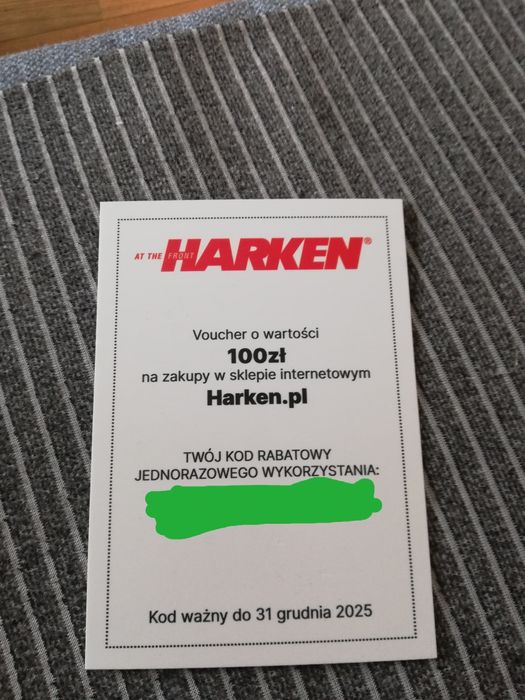 AT THE FRONT HARKEN®
Voucher o wartości
100zł
na zakupy w sklepie internetowym
Harken.pl
TWÓJ KOD RABATOWY
JEDNORAZOWEGO WYKORZYSTANIA:
Kod ważny do 31 grudnia 2025